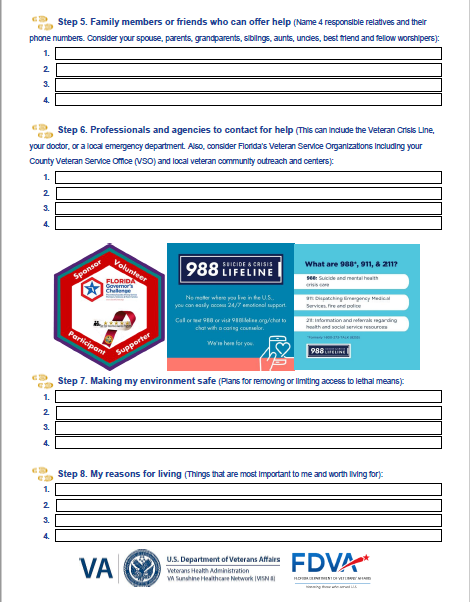 Step 5. Family members or friends who can offer help (Name 4 responsible relatives and their
phone numbers. Consider your spouse, parents, grandparents, siblings, aunts, uncles, best friend and fellow worshipers):
1.
2.
3.
4.
Step 6. Professionals and agencies to contact for help (This can include the Veteran Crisis Line,
your doctor, or a local emergency department. Also, consider Florida's Veteran Service Organizations including your
County Veteran Service Office (VSO) and local veteran community outreach and centers):
1.
2.
3.
4.
Sponsor Volunteer
FLORIDA
Governor's
Challenge
Participant Supporter
988 SUICIDE & CRISIS
LIFELINE
No matter where you live in the U.S.,
you can easily access 24/7 emotional support.
Call or text 988 or visit 988lifeline.org/chat to
chat with a caring counselor.
We're here for you.
What are 988*, 911, & 211?
988: Suicide and mental health
crisis care
911: Dispatching Emergency Medical
Services, fire and police
211: Information and referrals regarding
health and social service resources
988 SUICIDE & CRISIS
LIFELINE
Step 7. Making my environment safe (Plans for removing or limiting access to lethal means):
1.
2.
3.
4.
Step 8. My reasons for living (Things that are most important to me and worth living for):
1.
2.
3.
4.
VA
U.S. Department of Veterans Affairs
Veterans Health Administration
VA Sunshine Healthcare Network (VISN 8)
FDVA
FLORIDA DEPARTMENT OF VETERANS' AFFAIRS
Honoring those who served U.S.